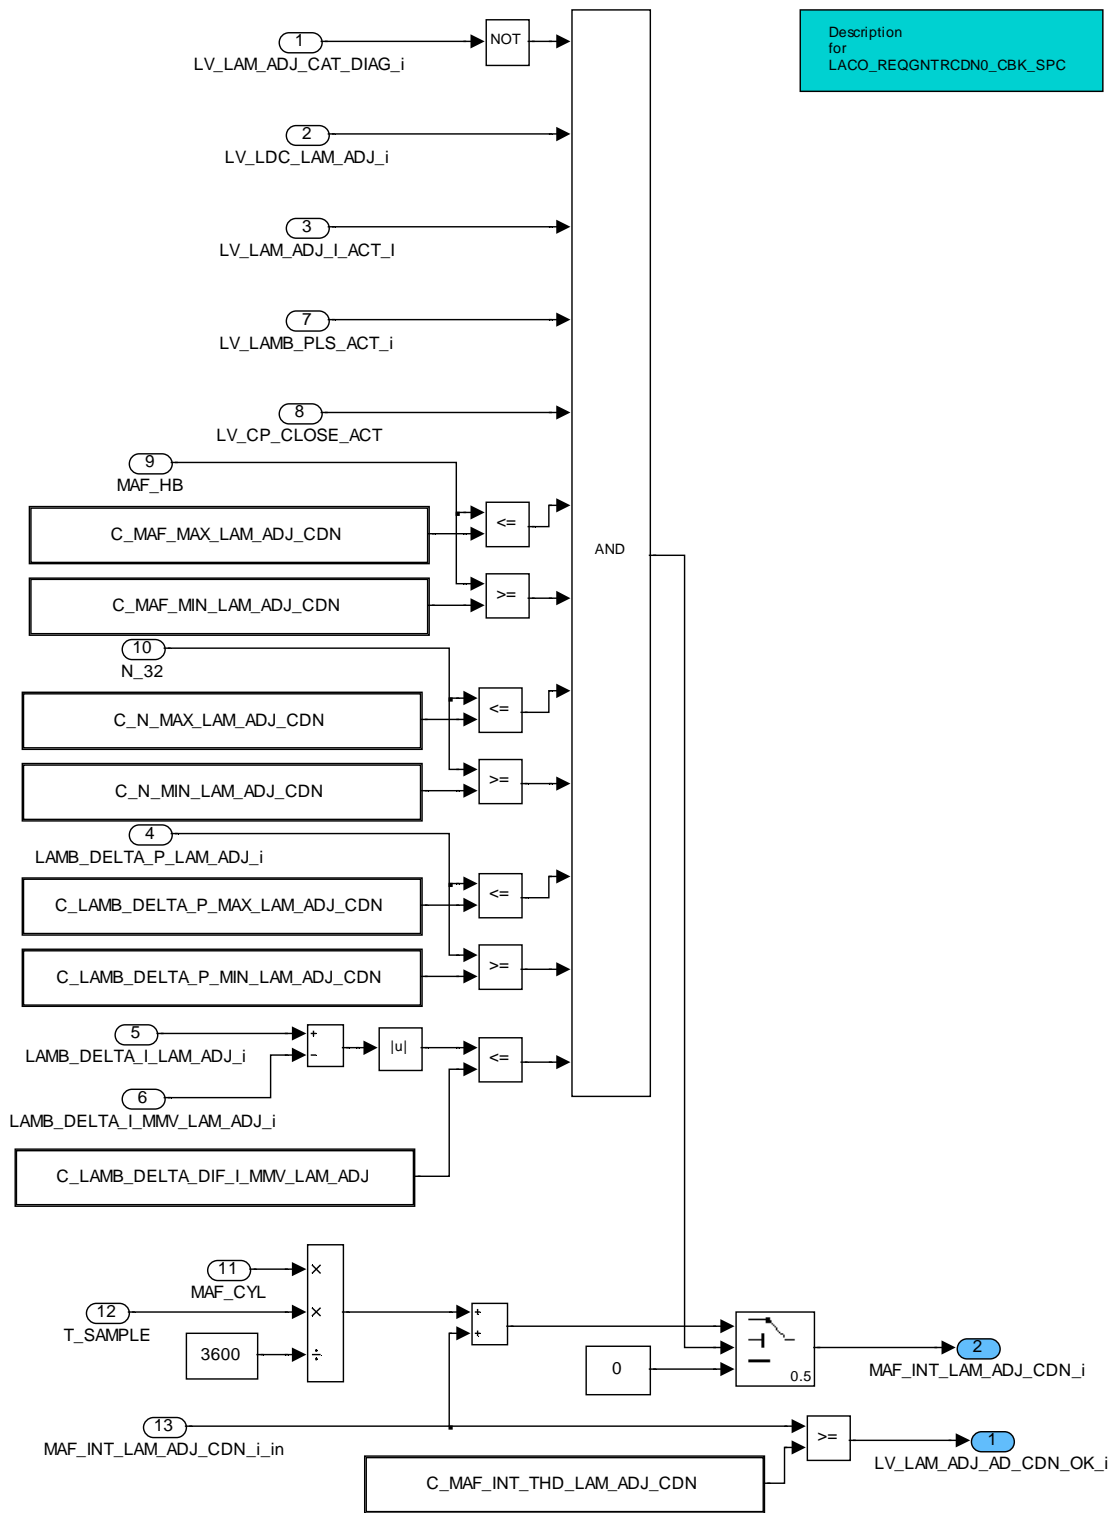 1
LV_LAM_ADJ_CAT_DIAG_i
NOT
Description
for
LACO_REQGNTRCDN0_CBK_SPC
2
LV_LDC_LAM_ADJ_i
3
LV_LAM_ADJ_I_ACT_I
7
LV_LAMB_PLS_ACT_i
8
LV_CP_CLOSE_ACT
9
MAF_HB
C_MAF_MAX_LAM_ADJ_CDN
<=
AND
C_MAF_MIN_LAM_ADJ_CDN
>=
10
N_32
C_N_MAX_LAM_ADJ_CDN
<=
C_N_MIN_LAM_ADJ_CDN
>=
4
LAMB_DELTA_P_LAM_ADJ_i
C_LAMB_DELTA_P_MAX_LAM_ADJ_CDN
<=
C_LAMB_DELTA_P_MIN_LAM_ADJ_CDN
>=
5
LAMB_DELTA_I_LAM_ADJ_i
+
−
|u|
<=
6
LAMB_DELTA_I_MMV_LAM_ADJ_i
C_LAMB_DELTA_DIF_I_MMV_LAM_ADJ
11
MAF_CYL
×
12
T_SAMPLE
×
3600
÷
+
+
0
0.5
2
MAF_INT_LAM_ADJ_CDN_i
13
MAF_INT_LAM_ADJ_CDN_i_in
>=
1
LV_LAM_ADJ_AD_CDN_OK_i
C_MAF_INT_THD_LAM_ADJ_CDN